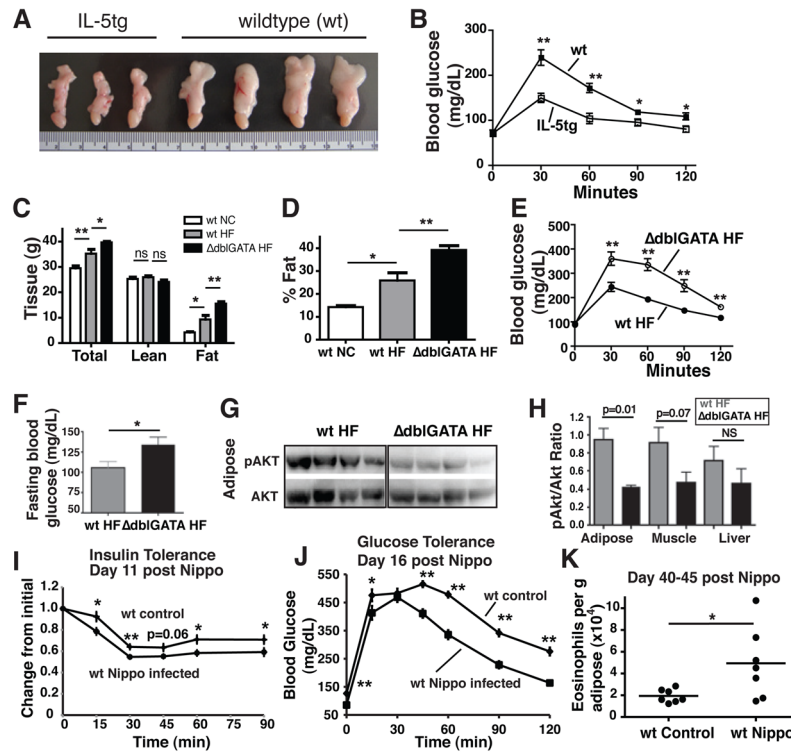 A
IL-5tg
wildtype (wt)
B
Blood glucose
(mg/dL)
300
200
100
0
**
wt
**
*
*
IL-5tg
0
30
60
90
120
Minutes
C
wt NC
wt HF
ΔdblGATA HF
Tissue (g)
40
30
20
10
0
**
*
ns
ns
*
**
Total
Lean
Fat
D
% Fat
40
30
20
10
0
*
**
wt NC
wt HF
ΔdblGATA HF
E
Blood glucose
(mg/dL)
500
400
300
200
100
0
**
**
**
**
ΔdblGATA HF
wt HF
0
30
60
90
120
Minutes
F
Fasting blood
glucose (mg/dL)
150
125
100
75
50
*
wt HF
ΔdblGATA HF
G
wt HF
ΔdblGATA HF
Adipose
pAKT
AKT
H
wt HF
ΔdblGATA HF
pAkt/Akt Ratio
1.2
1.0
0.8
0.6
0.4
0.2
0.0
p=0.01
p=0.07
NS
Adipose
Muscle
Liver
I
Insulin Tolerance
Day 11 post Nippo
Change from initial
1.2
1.0
0.8
0.6
0.4
0.2
0
*
wt control
**
p=0.06
*
*
wt Nippo infected
0
15
30
45
60
90
Time (min)
J
Glucose Tolerance
Day 16 post Nippo
Blood Glucose
(mg/dL)
550
450
350
250
150
50
*
**
**
**
**
**
wt control
wt Nippo infected
0
30
60
90
120
Time (min)
K
Day 40-45 post Nippo
Eosinophils per g
adipose (x10⁴)
10
8
6
4
2
0
*
wt Control
wt Nippo